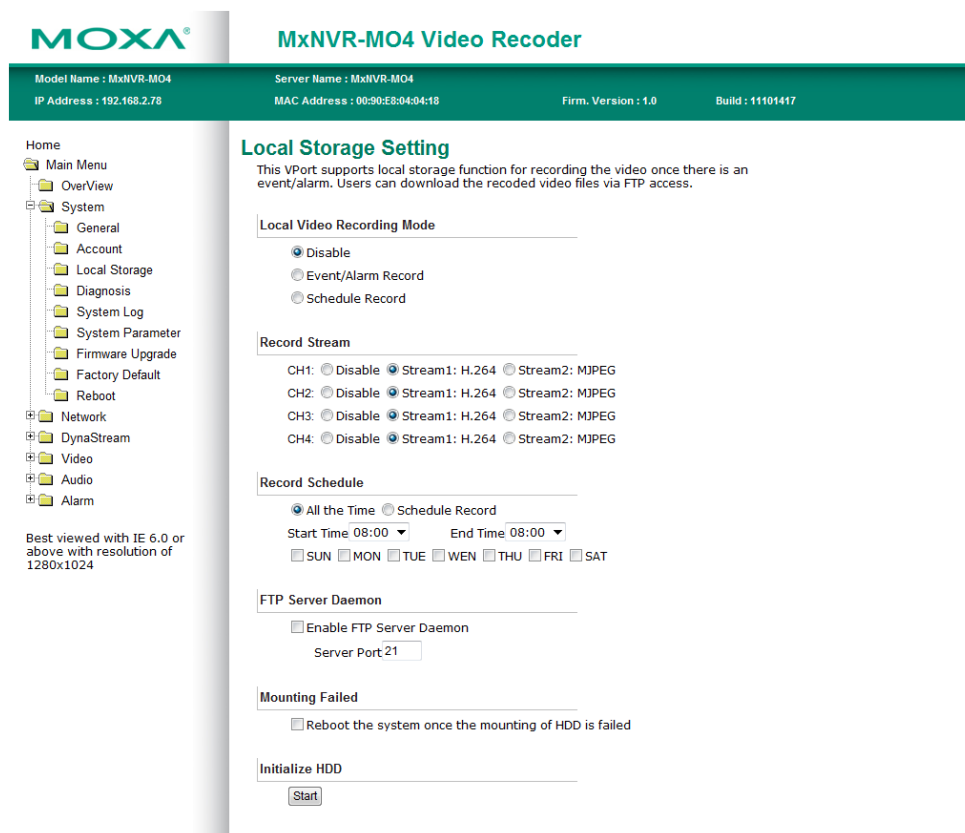 MOXA®
MxNVR-MO4 Video Recoder
Model Name : MxNVR-MO4
Server Name : MxNVR-MO4
IP Address : 192.168.2.78
MAC Address : 00:90:E8:04:04:18
Firm. Version : 1.0
Build : 11101417
Home
Main Menu
OverView
System
General
Account
Local Storage
Diagnosis
System Log
System Parameter
Firmware Upgrade
Factory Default
Reboot
Network
DynaStream
Video
Audio
Alarm
Best viewed with IE 6.0 or
above with resolution of
1280x1024
Local Storage Setting
This VPort supports local storage function for recording the video once there is an
event/alarm. Users can download the recoded video files via FTP access.
Local Video Recording Mode
Disable
Event/Alarm Record
Schedule Record
Record Stream
CH1: Disable Stream1: H.264 Stream2: MJPEG
CH2: Disable Stream1: H.264 Stream2: MJPEG
CH3: Disable Stream1: H.264 Stream2: MJPEG
CH4: Disable Stream1: H.264 Stream2: MJPEG
Record Schedule
All the Time Schedule Record
Start Time 08:00 End Time 08:00
SUN MON TUE WEN THU FRI SAT
FTP Server Daemon
Enable FTP Server Daemon
Server Port 21
Mounting Failed
Reboot the system once the mounting of HDD is failed
Initialize HDD
Start